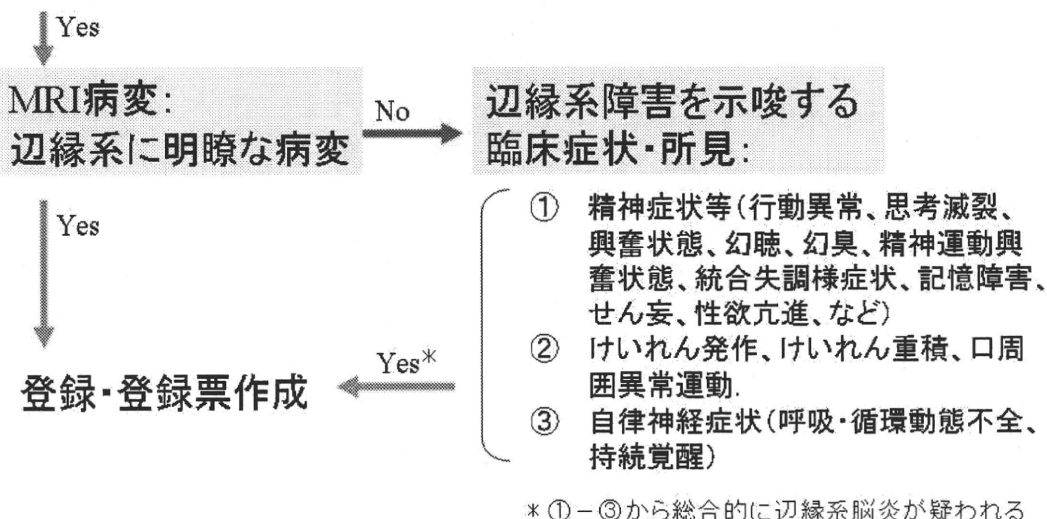 Yes
MRI病変:
辺縁系に明瞭な病変
No
辺縁系障害を示唆する
臨床症状・所見:
Yes
① 精神症状等(行動異常、思考滅裂、
興奮状態、幻聴、幻臭、精神運動興
奮状態、統合失調様症状、記憶障害、
せん妄、性欲亢進、など)
② けいれん発作、けいれん重積、口周
囲異常運動.
③ 自律神経症状(呼吸・循環動態不全、
持続覚醒)
Yes*
登録・登録票作成
*①-③から総合的に辺縁系脳炎が疑われる